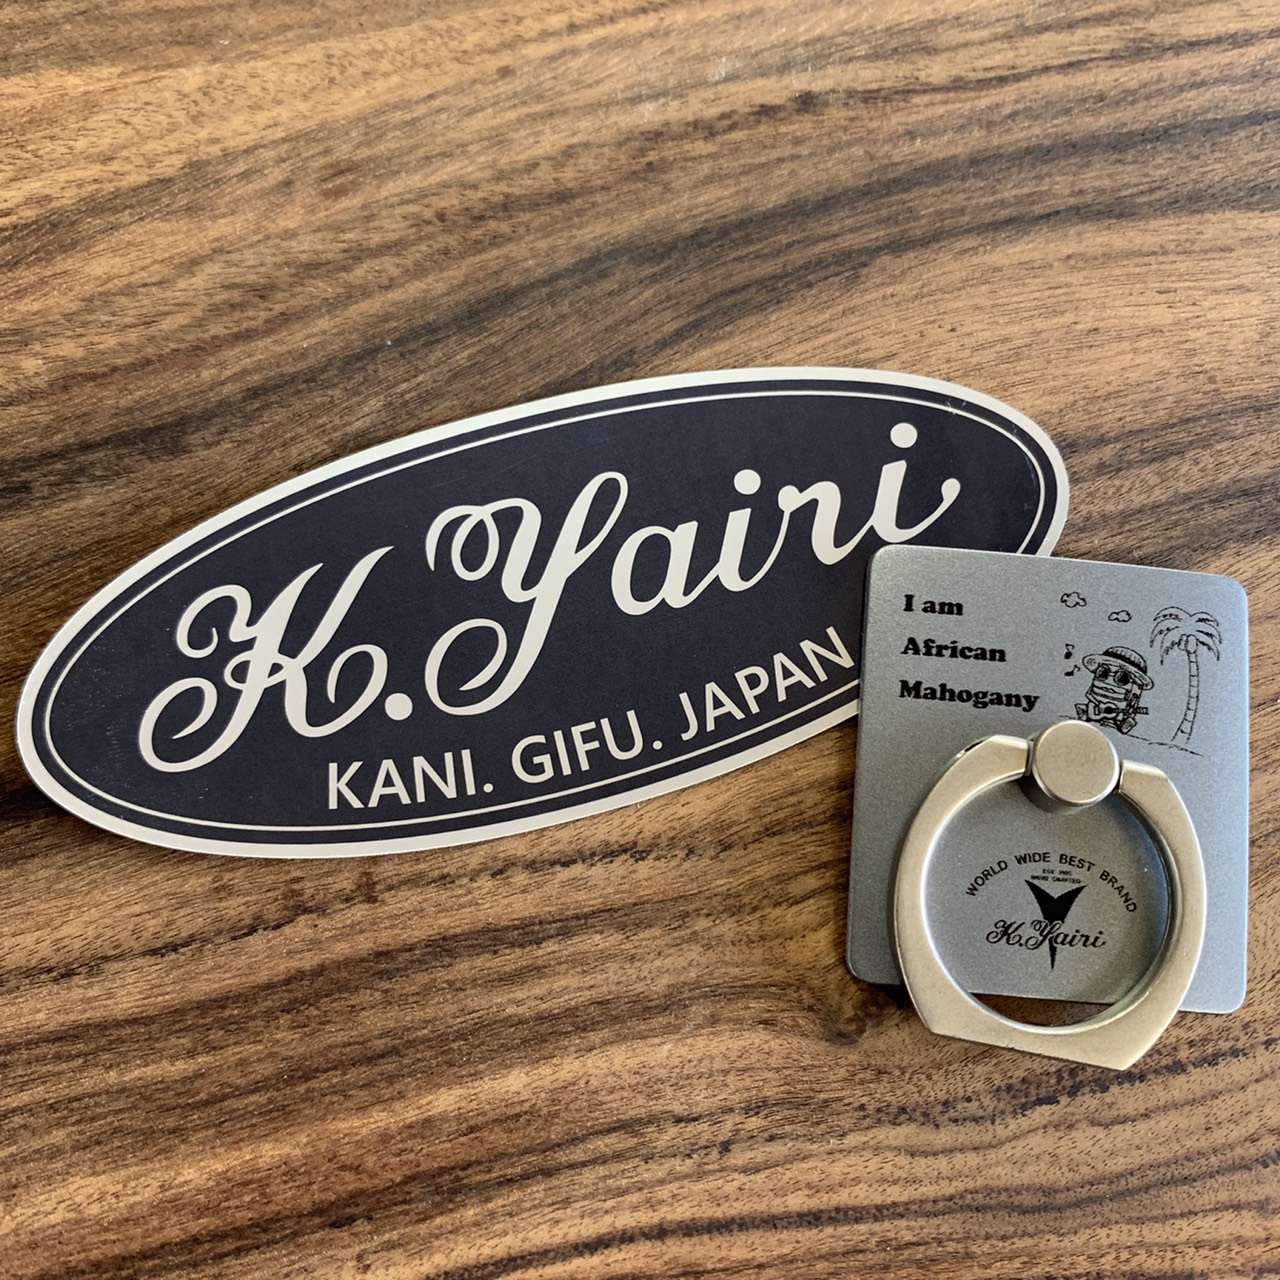 K.Yairi
KANI. GIFU. JAPAN
I am
African
Mahogany
WORLD WIDE BEST BRAND
K.Yairi